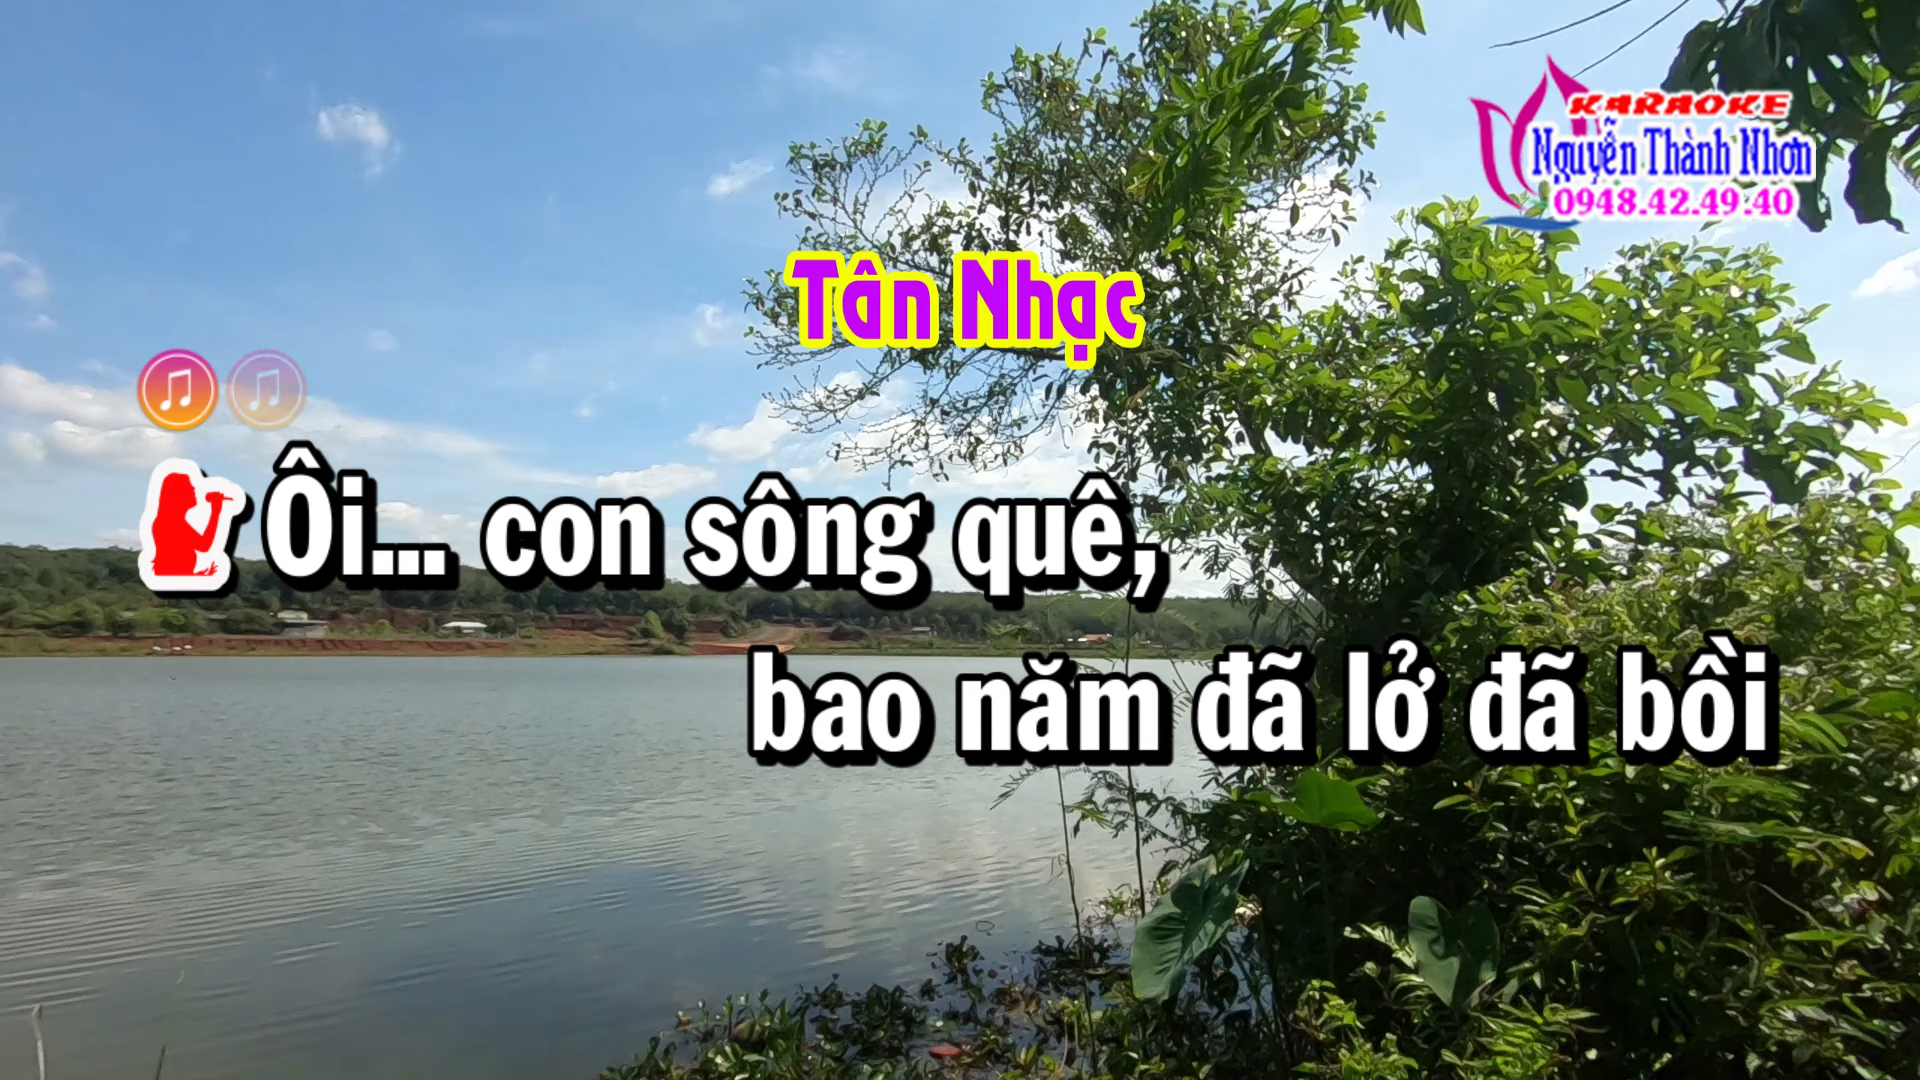 KARAOKE
Nguyễn Thành Nhơn
0948.42.49.40
Tân Nhạc
Ôi... con sông quê,
bao năm đã lở đã bồi